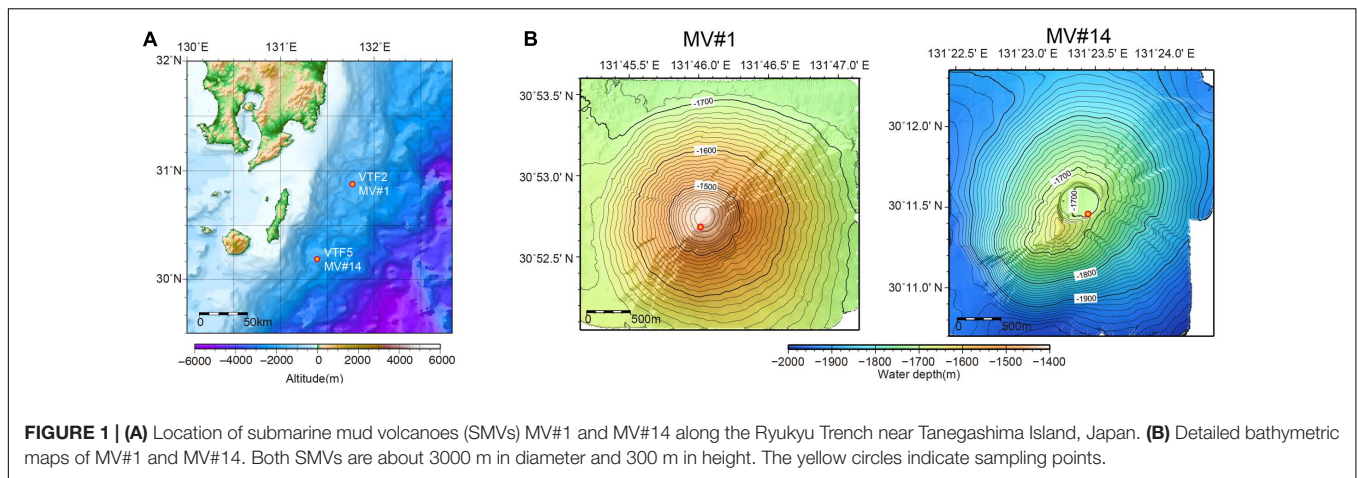 A
130˚E 131˚E 132˚E
32˚N
31˚N
30˚N
VTF2
MV#1
VTF5
MV#14
0 50km
−6000 −4000 −2000 0 2000 4000 6000
Altitude(m)
B
MV#1
131˚45.5' E 131˚46.0' E 131˚46.5' E 131˚47.0' E
30˚53.5' N
30˚53.0' N
30˚52.5' N
-1700
-1600
-1500
0 500m
MV#14
131˚22.5' E 131˚23.0' E 131˚23.5' E 131˚24.0' E
30˚12.0' N
30˚11.5' N
30˚11.0' N
-1700
-1700
-1800
-1900
0 500m
−2000 −1900 −1800 −1700 −1600 −1500 −1400
Water depth(m)
FIGURE 1 | (A) Location of submarine mud volcanoes (SMVs) MV#1 and MV#14 along the Ryukyu Trench near Tanegashima Island, Japan. (B) Detailed bathymetric
maps of MV#1 and MV#14. Both SMVs are about 3000 m in diameter and 300 m in height. The yellow circles indicate sampling points.